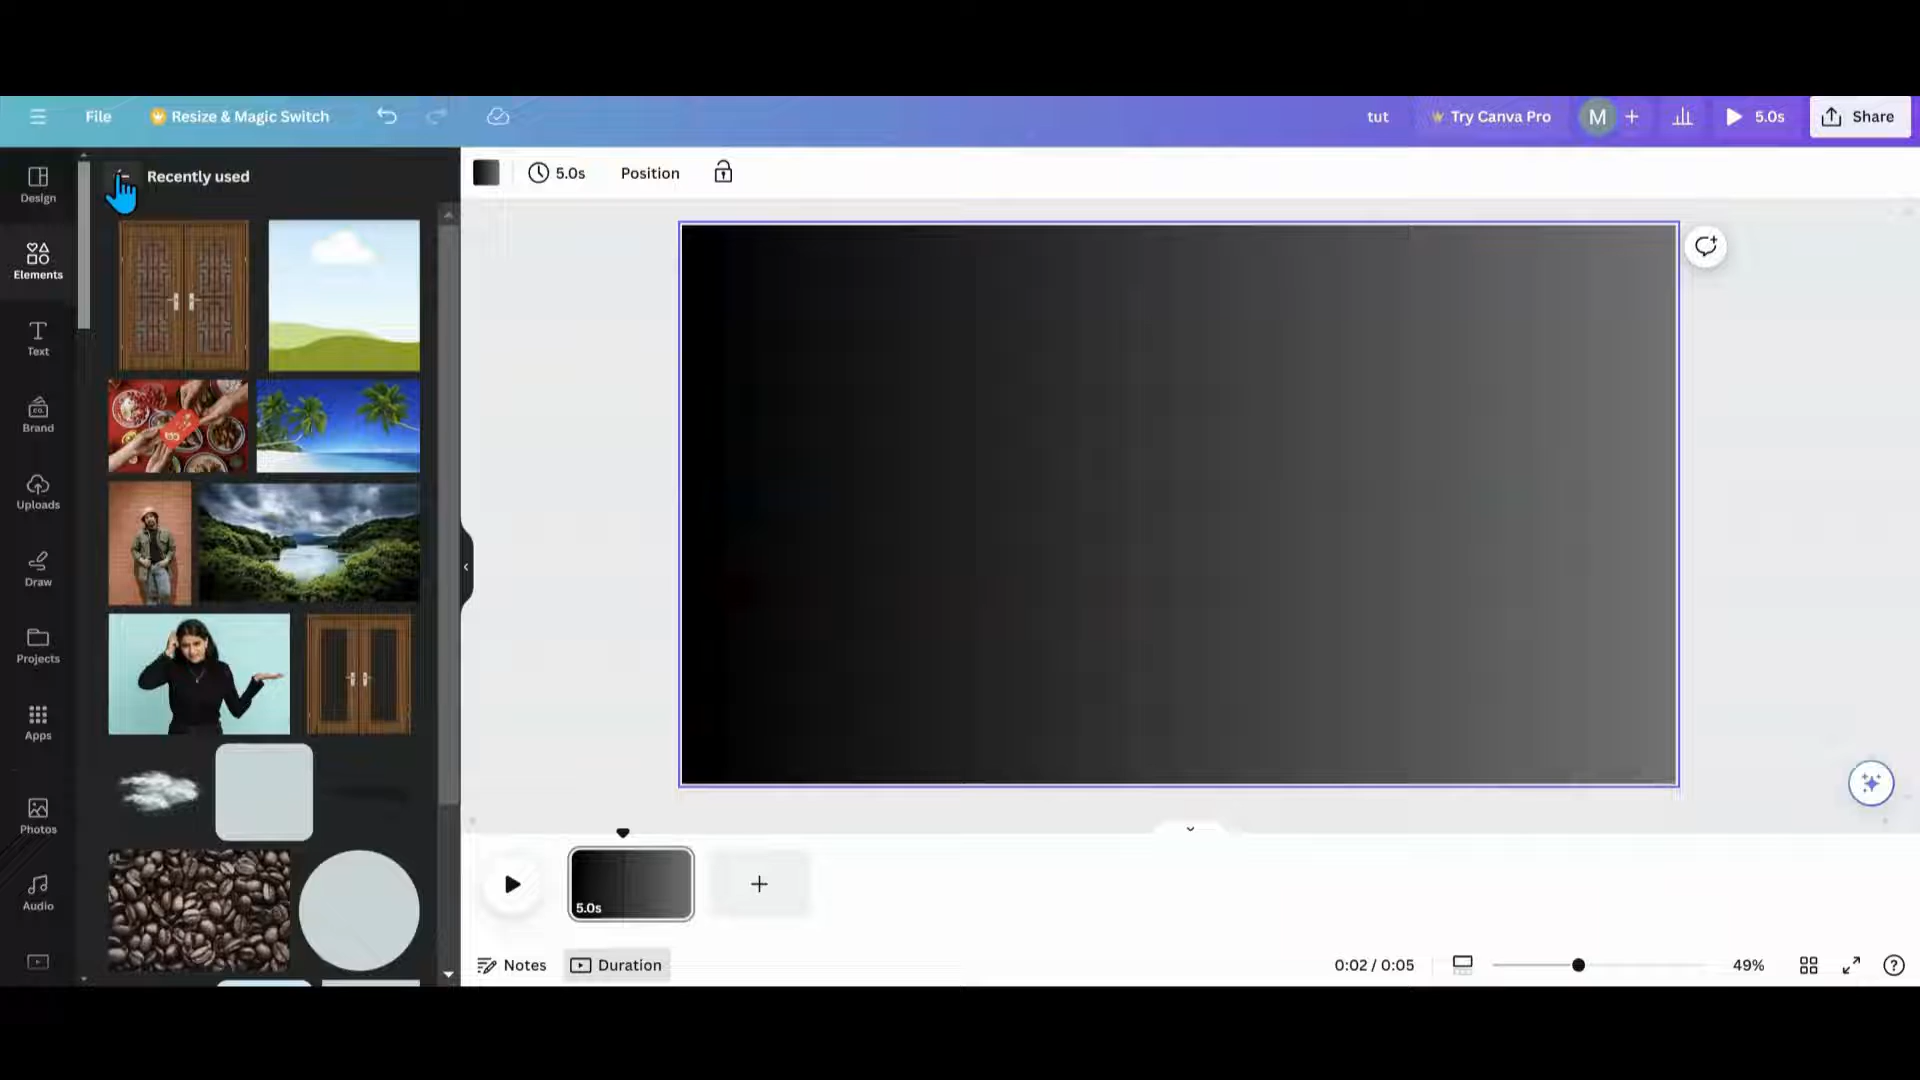 File
Resize & Magic Switch
tut
Try Canva Pro
M
5.0s
Share
Design
Elements
Text
Brand
Uploads
Draw
Projects
Apps
Photos
Audio
Recently used
5.0s
Position
5.0s
Notes
Duration
0:02 / 0:05
49%